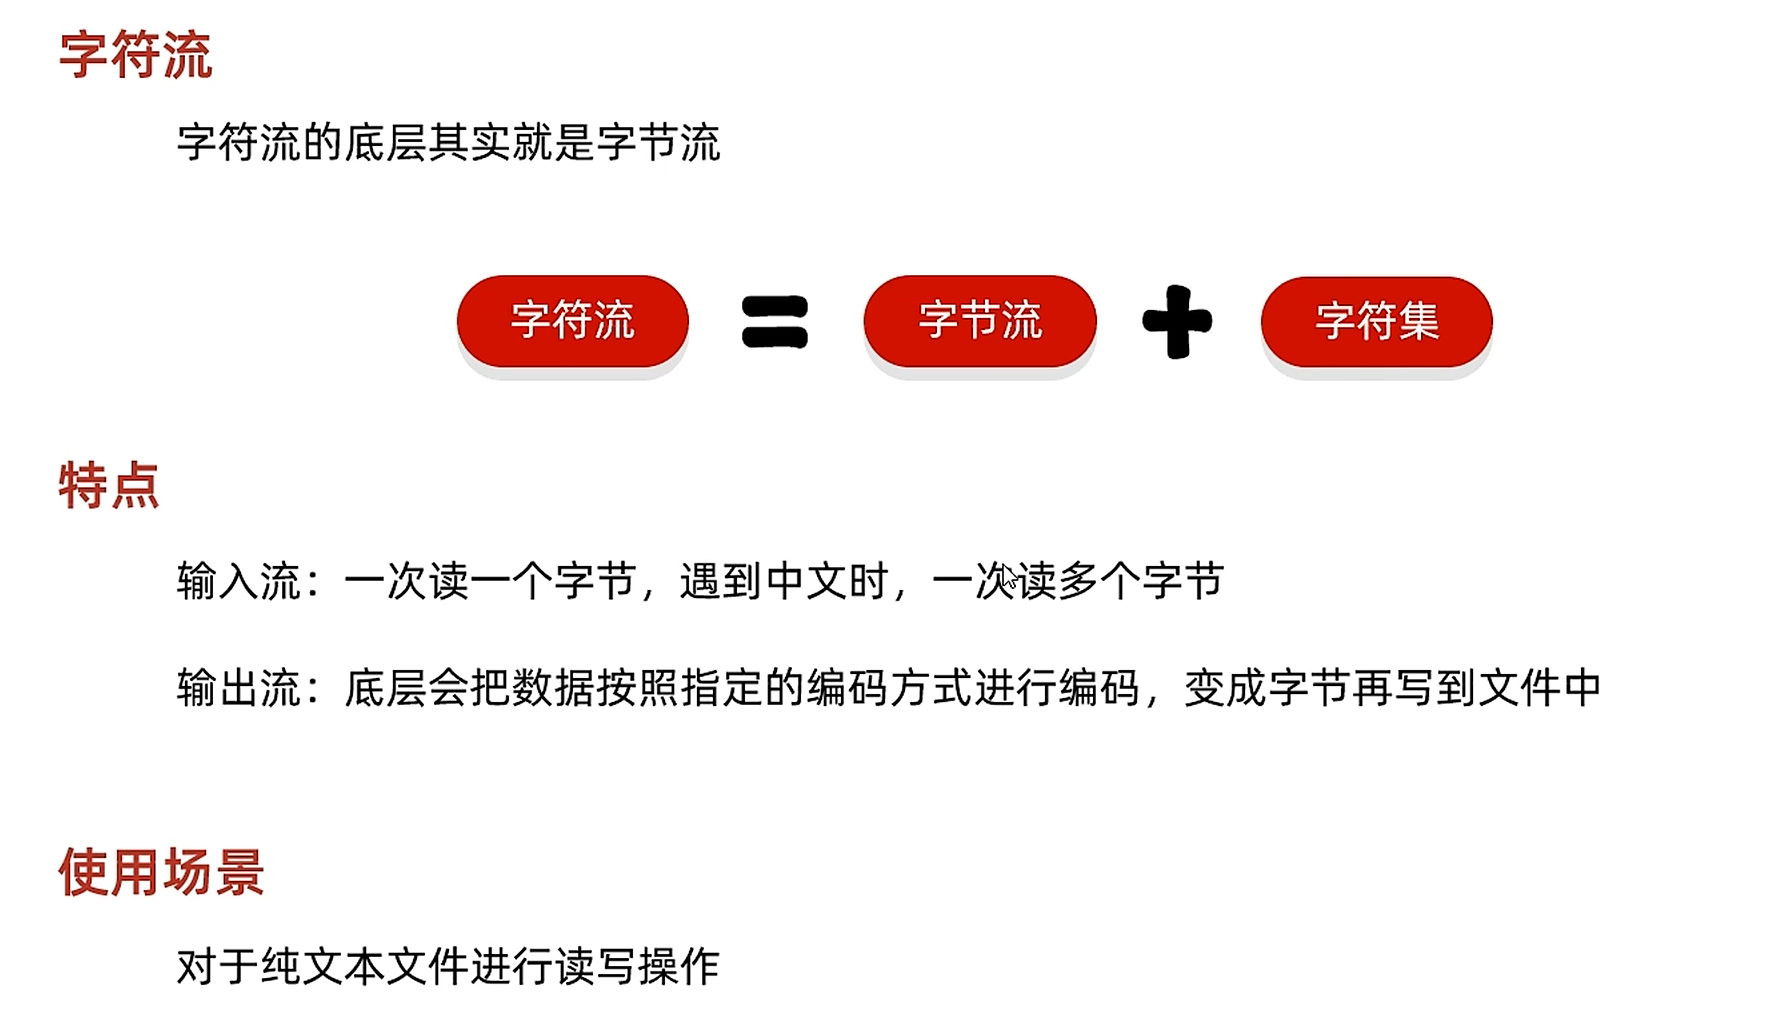 字符流
字符流的底层其实就是字节流
字符流 = 字节流 + 字符集
特点
输入流：一次读一个字节，遇到中文时，一次读多个字节
输出流：底层会把数据按照指定的编码方式进行编码，变成字节再写到文件中
使用场景
对于纯文本文件进行读写操作